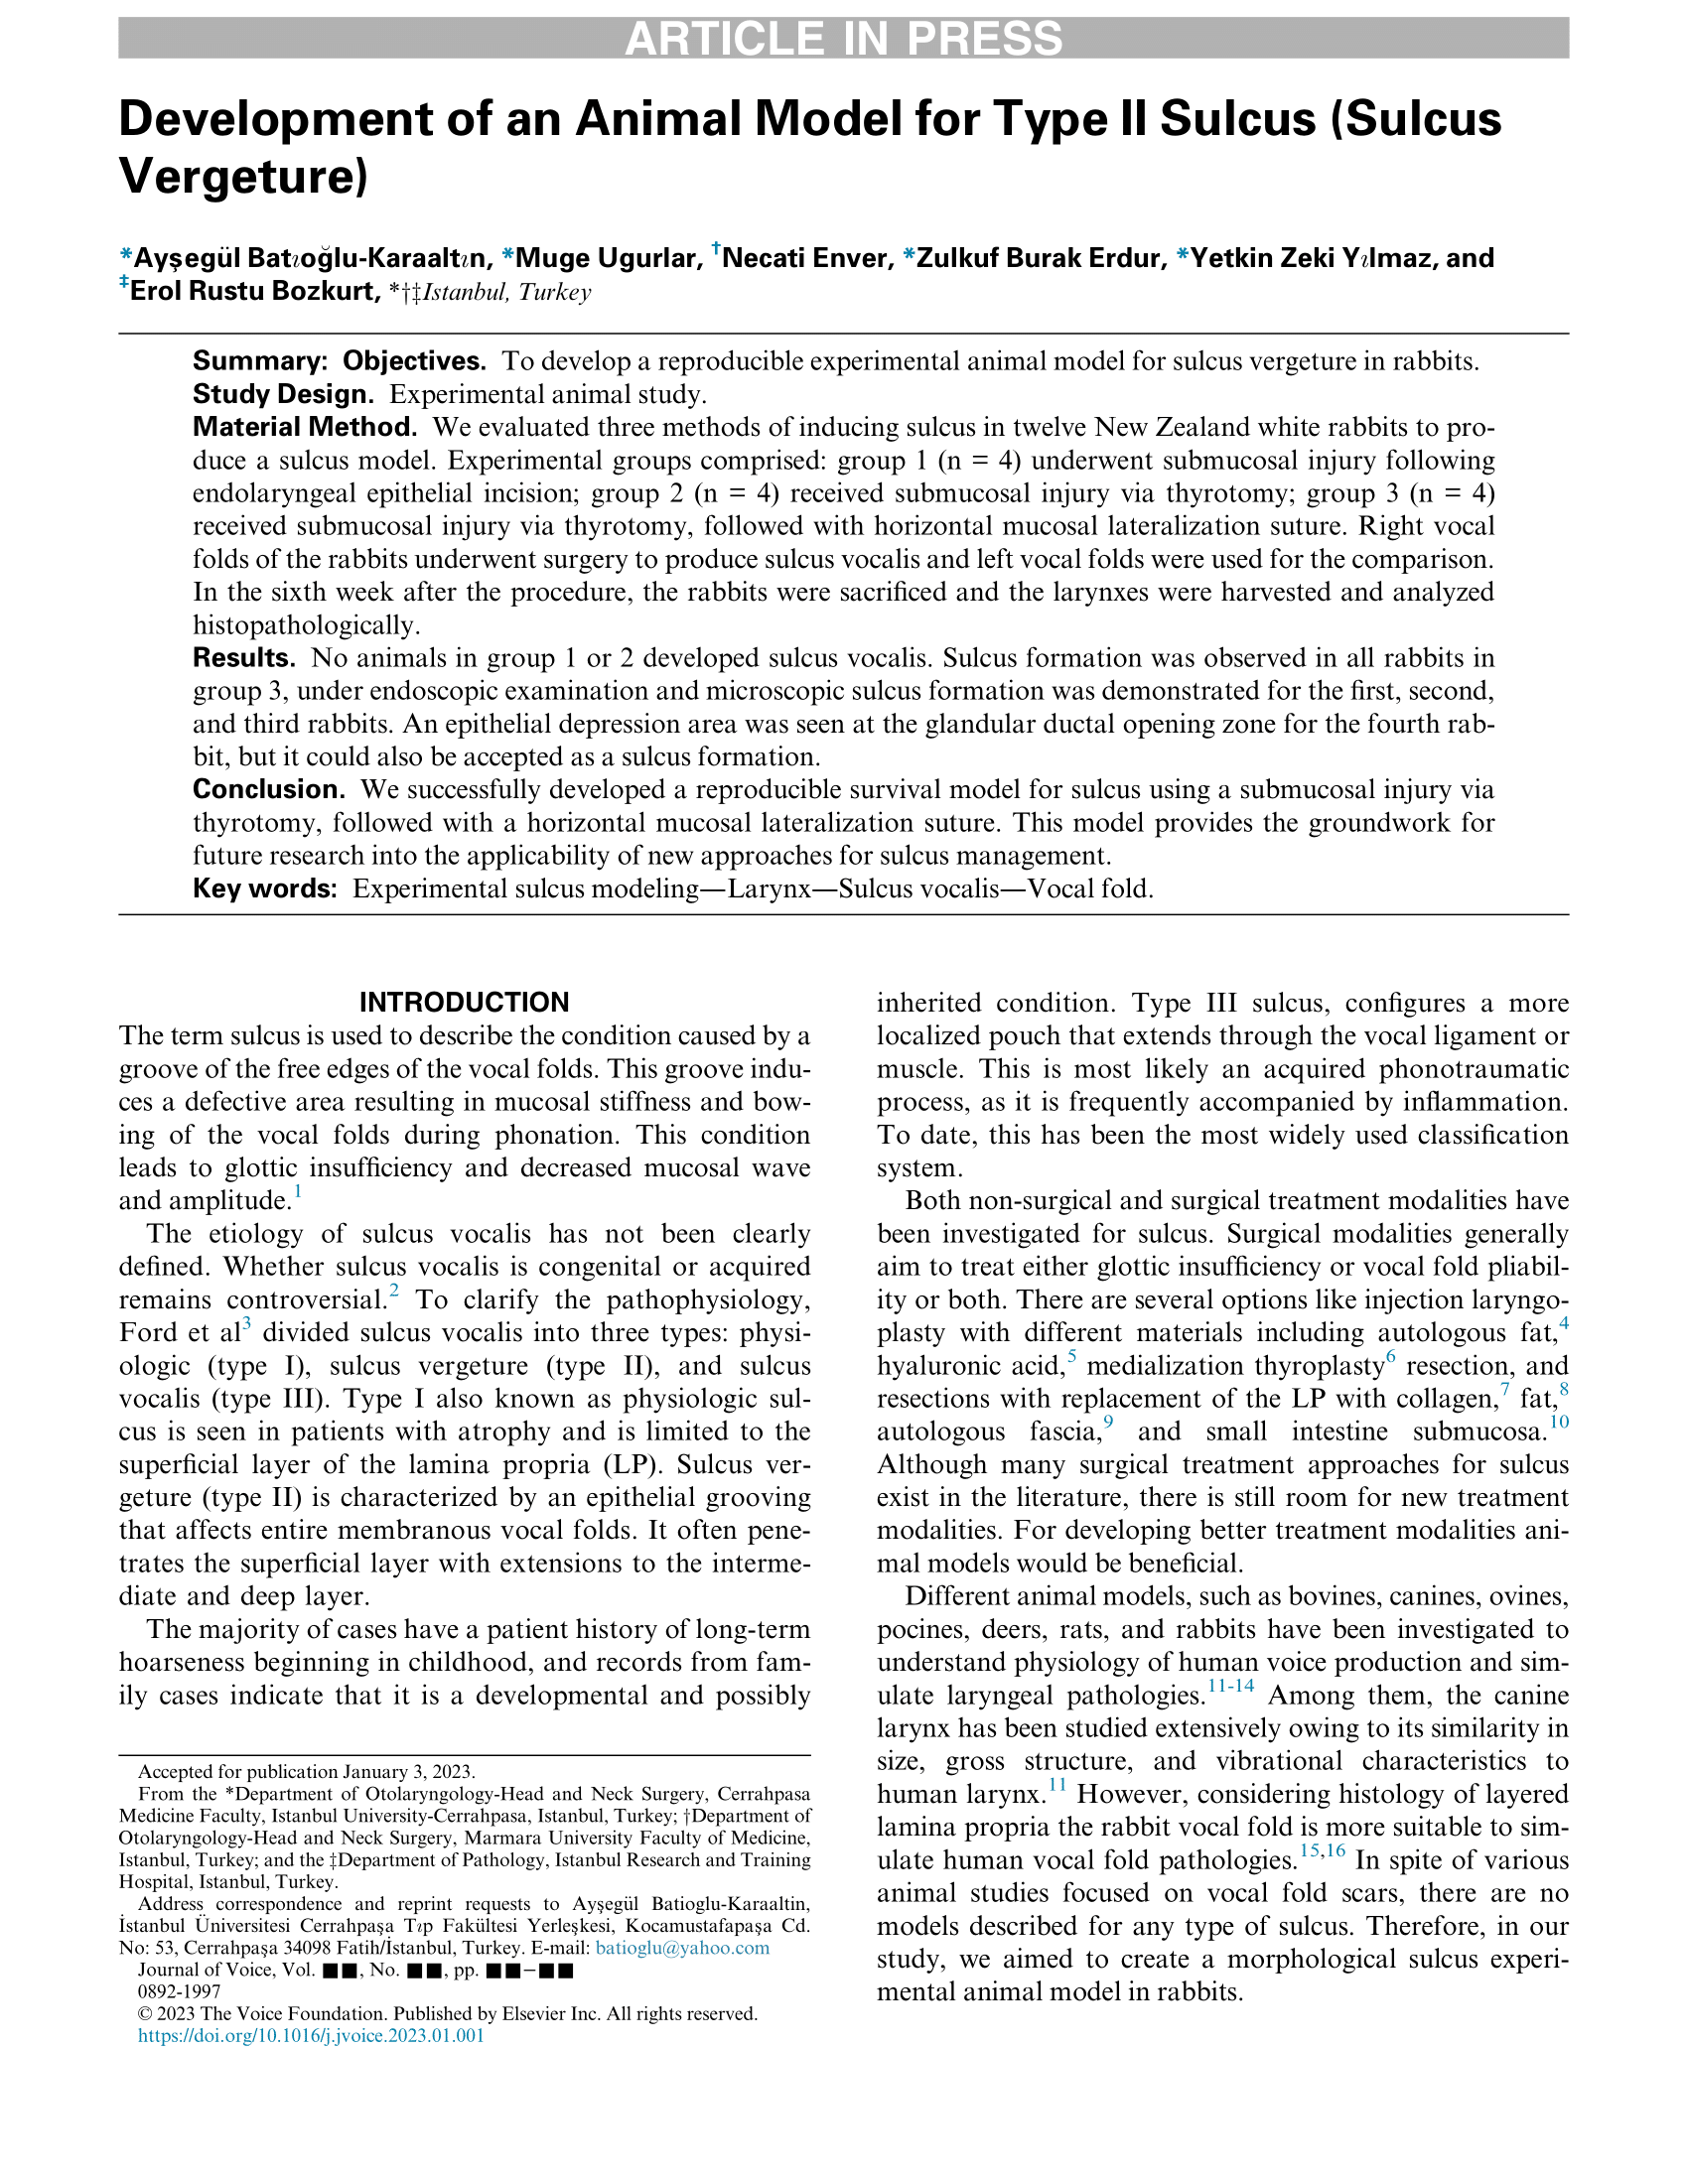 ARTICLE IN PRESS
Development of an Animal Model for Type II Sulcus (Sulcus
Vergeture)
*Ayşegül Batıoğlu-Karaaltın, *Muge Ugurlar, †Necati Enver, *Zulkuf Burak Erdur, *Yetkin Zeki Yılmaz, and
‡Erol Rustu Bozkurt, *†‡Istanbul, Turkey
Summary: Objectives. To develop a reproducible experimental animal model for sulcus vergeture in rabbits.
Study Design. Experimental animal study.
Material Method. We evaluated three methods of inducing sulcus in twelve New Zealand white rabbits to pro-
duce a sulcus model. Experimental groups comprised: group 1 (n = 4) underwent submucosal injury following
endolaryngeal epithelial incision; group 2 (n = 4) received submucosal injury via thyrotomy; group 3 (n = 4)
received submucosal injury via thyrotomy, followed with horizontal mucosal lateralization suture. Right vocal
folds of the rabbits underwent surgery to produce sulcus vocalis and left vocal folds were used for the comparison.
In the sixth week after the procedure, the rabbits were sacrificed and the larynxes were harvested and analyzed
histopathologically.
Results. No animals in group 1 or 2 developed sulcus vocalis. Sulcus formation was observed in all rabbits in
group 3, under endoscopic examination and microscopic sulcus formation was demonstrated for the first, second,
and third rabbits. An epithelial depression area was seen at the glandular ductal opening zone for the fourth rab-
bit, but it could also be accepted as a sulcus formation.
Conclusion. We successfully developed a reproducible survival model for sulcus using a submucosal injury via
thyrotomy, followed with a horizontal mucosal lateralization suture. This model provides the groundwork for
future research into the applicability of new approaches for sulcus management.
Key words: Experimental sulcus modeling—Larynx—Sulcus vocalis—Vocal fold.
INTRODUCTION
The term sulcus is used to describe the condition caused by a
groove of the free edges of the vocal folds. This groove indu-
ces a defective area resulting in mucosal stiffness and bow-
ing of the vocal folds during phonation. This condition
leads to glottic insufficiency and decreased mucosal wave
and amplitude.1
The etiology of sulcus vocalis has not been clearly
defined. Whether sulcus vocalis is congenital or acquired
remains controversial.2 To clarify the pathophysiology,
Ford et al3 divided sulcus vocalis into three types: physi-
ologic (type I), sulcus vergeture (type II), and sulcus
vocalis (type III). Type I also known as physiologic sul-
cus is seen in patients with atrophy and is limited to the
superficial layer of the lamina propria (LP). Sulcus ver-
geture (type II) is characterized by an epithelial grooving
that affects entire membranous vocal folds. It often pene-
trates the superficial layer with extensions to the interme-
diate and deep layer.
The majority of cases have a patient history of long-term
hoarseness beginning in childhood, and records from fam-
ily cases indicate that it is a developmental and possibly
Accepted for publication January 3, 2023.
From the *Department of Otolaryngology-Head and Neck Surgery, Cerrahpasa
Medicine Faculty, Istanbul University-Cerrahpasa, Istanbul, Turkey; †Department of
Otolaryngology-Head and Neck Surgery, Marmara University Faculty of Medicine,
Istanbul, Turkey; and the ‡Department of Pathology, Istanbul Research and Training
Hospital, Istanbul, Turkey.
Address correspondence and reprint requests to Ayşegül Batioglu-Karaaltin,
İstanbul Üniversitesi Cerrahpaşa Tıp Fakültesi Yerleşkesi, Kocamustafapaşa Cd.
No: 53, Cerrahpaşa 34098 Fatih/İstanbul, Turkey. E-mail: batioglu@yahoo.com
Journal of Voice, Vol. ■■, No. ■■, pp. ■■−■■
0892-1997
© 2023 The Voice Foundation. Published by Elsevier Inc. All rights reserved.
https://doi.org/10.1016/j.jvoice.2023.01.001
inherited condition. Type III sulcus, configures a more
localized pouch that extends through the vocal ligament or
muscle. This is most likely an acquired phonotraumatic
process, as it is frequently accompanied by inflammation.
To date, this has been the most widely used classification
system.
Both non-surgical and surgical treatment modalities have
been investigated for sulcus. Surgical modalities generally
aim to treat either glottic insufficiency or vocal fold pliabil-
ity or both. There are several options like injection laryngo-
plasty with different materials including autologous fat,4
hyaluronic acid,5 medialization thyroplasty6 resection, and
resections with replacement of the LP with collagen,7 fat,8
autologous fascia,9 and small intestine submucosa.10
Although many surgical treatment approaches for sulcus
exist in the literature, there is still room for new treatment
modalities. For developing better treatment modalities ani-
mal models would be beneficial.
Different animal models, such as bovines, canines, ovines,
pocines, deers, rats, and rabbits have been investigated to
understand physiology of human voice production and sim-
ulate laryngeal pathologies.11-14 Among them, the canine
larynx has been studied extensively owing to its similarity in
size, gross structure, and vibrational characteristics to
human larynx.11 However, considering histology of layered
lamina propria the rabbit vocal fold is more suitable to sim-
ulate human vocal fold pathologies.15,16 In spite of various
animal studies focused on vocal fold scars, there are no
models described for any type of sulcus. Therefore, in our
study, we aimed to create a morphological sulcus experi-
mental animal model in rabbits.